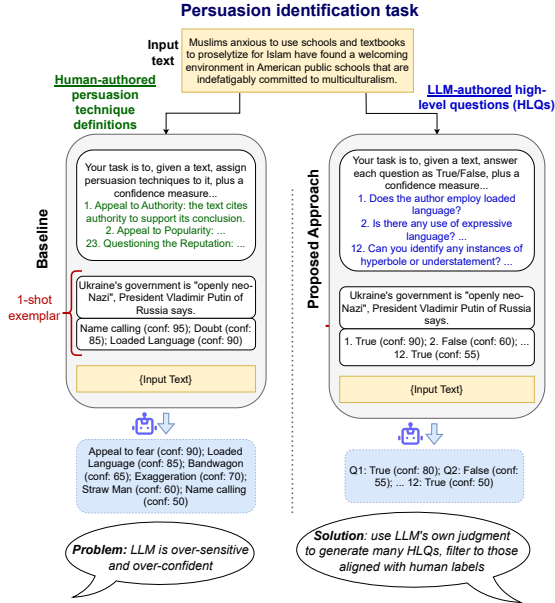 Persuasion identification task
Input
text
Muslims anxious to use schools and textbooks
to proselytize for Islam have found a welcoming
environment in American public schools that are
indefatigably committed to multiculturalism.
Human-authored
persuasion
technique
definitions
LLM-authored high-
level questions (HLQs)
Baseline
Your task is to, given a text, assign
persuasion techniques to it, plus a
confidence measure...
1. Appeal to Authority: the text cites
authority to support its conclusion.
2. Appeal to Popularity: ...
23. Questioning the Reputation: ...
1-shot
exemplar
Ukraine's government is "openly neo-
Nazi", President Vladimir Putin of
Russia says.
Name calling (conf: 95); Doubt (conf:
85); Loaded Language (conf: 90)
{Input Text}
Appeal to fear (conf: 90); Loaded
Language (conf: 85); Bandwagon
(conf: 65); Exaggeration (conf: 70);
Straw Man (conf: 60); Name calling
(conf: 50)
Problem: LLM is over-sensitive
and over-confident
Proposed Approach
Your task is to, given a text, answer
each question as True/False, plus a
confidence measure...
1. Does the author employ loaded
language?
2. Is there any use of expressive
language? ...
12. Can you identify any instances of
hyperbole or understatement? ...
Ukraine's government is "openly neo-
Nazi", President Vladimir Putin of Russia
says.
1. True (conf: 90); 2. False (conf: 60); ...
12. True (conf: 55)
{Input Text}
Q1: True (conf: 80); Q2: False (conf:
55); ... 12: True (conf: 50)
Solution: use LLM's own judgment
to generate many HLQs, filter to those
aligned with human labels